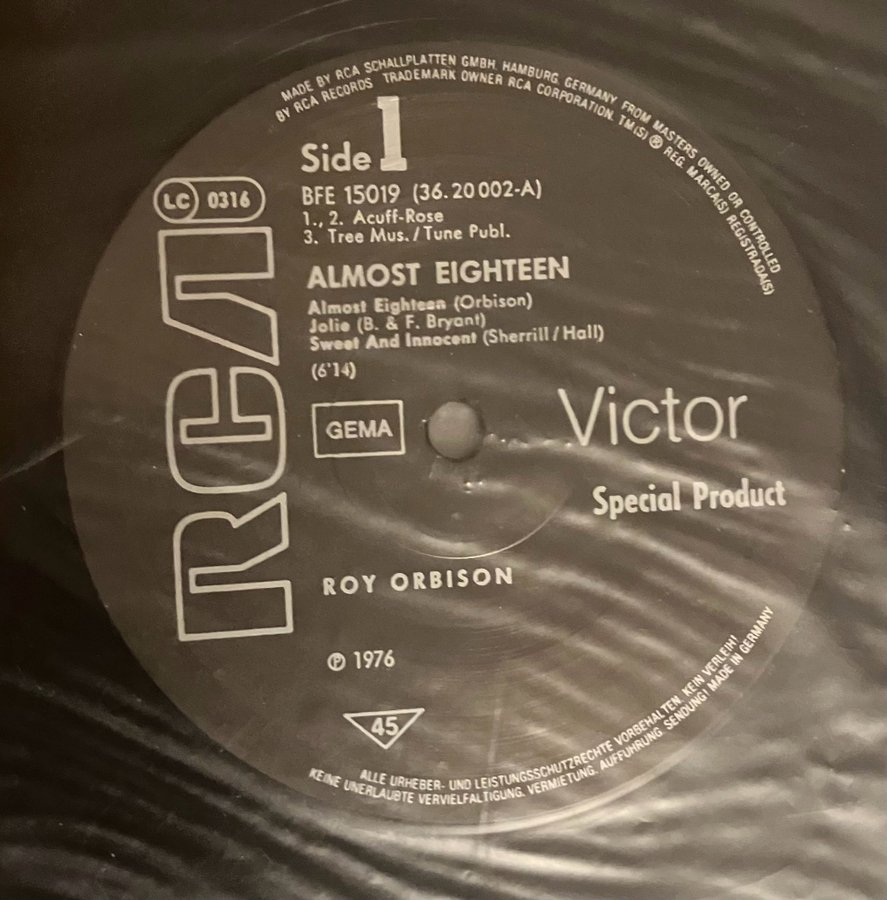 MADE BY RCA SCHALLPLATTEN GMBH. HAMBURG. GERMANY FROM MASTERS OWNED OR CONTROLLED
BY RCA RECORDS TRADEMARK OWNER RCA CORPORATION. TM(S) ® REG. MARCA(S) REGISTRADA(S)
Side 1
LC 0316
BFE 15019 (36.20 002-A)
1., 2. Acuff-Rose
3. Tree Mus. / Tune Publ.
RCA
ALMOST EIGHTEEN
Almost Eighteen (Orbison)
Jolie (B. & F. Bryant)
Sweet And Innocent (Sherrill / Hall)
(6'14)
GEMA
Victor
Special Product
ROY ORBISON
℗ 1976
45
ALLE URHEBER- UND LEISTUNGSSCHUTZRECHTE VORBEHALTEN. KEIN VERLEIH!
KEINE UNERLAUBTE VERVIELFALTIGUNG. VERMIETUNG. AUFFUHRUNG SENDUNG! MADE IN GERMANY